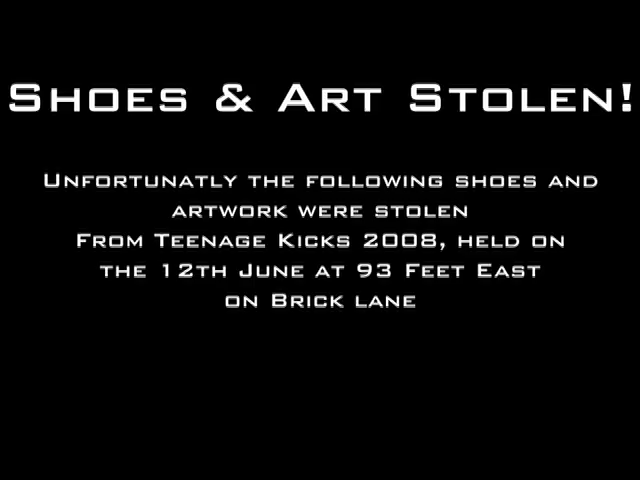 Shoes & Art Stolen!
Unfortunatly the following shoes and
artwork were stolen
From Teenage Kicks 2008, held on
the 12th June at 93 Feet East
on Brick lane